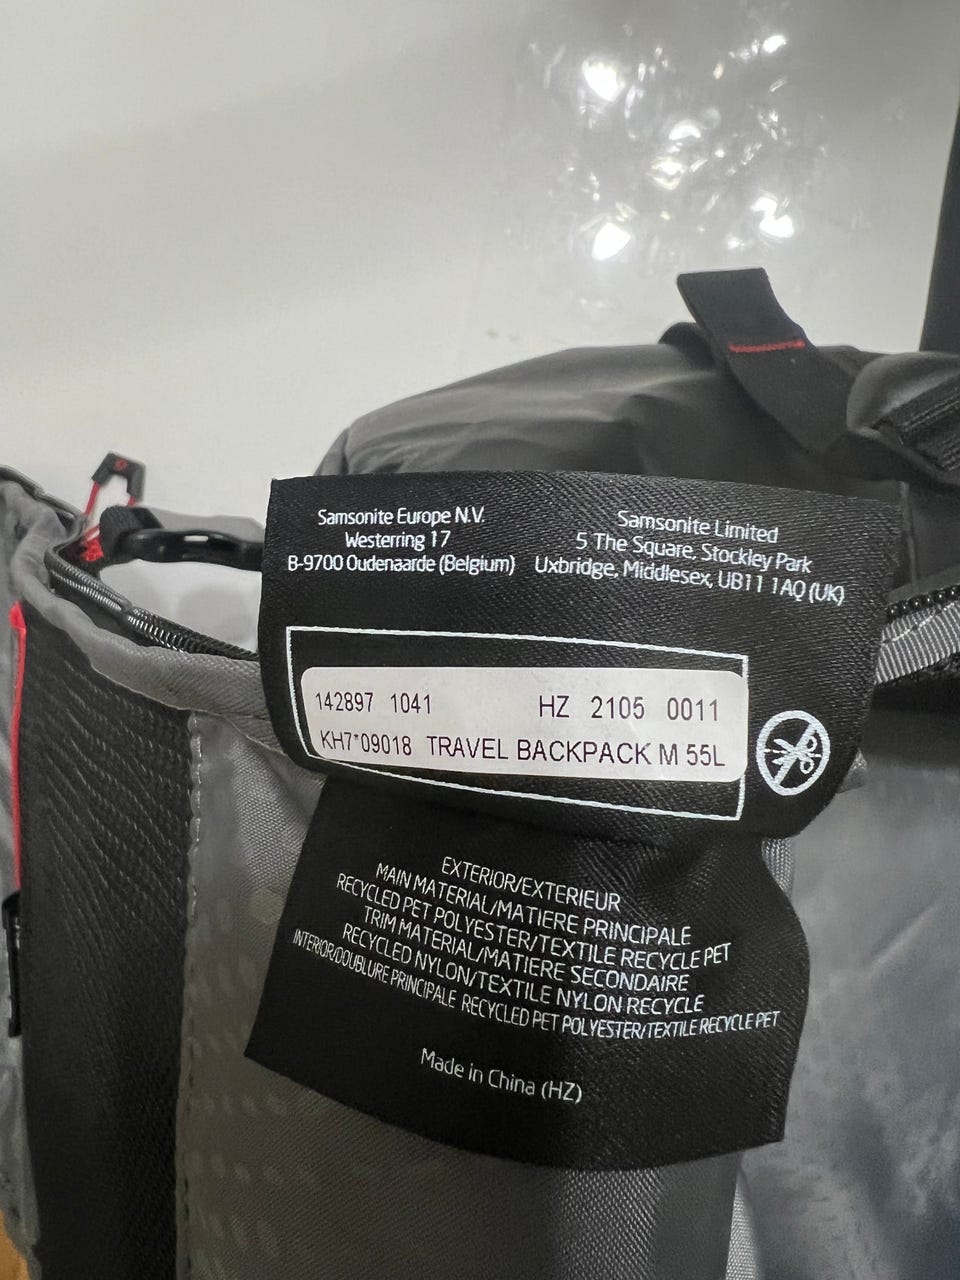 Samsonite Europe N.V.
Westerring 17
B-9700 Oudenaarde (Belgium)
Samsonite Limited
5 The Square, Stockley Park
Uxbridge, Middlesex, UB11 1AQ (UK)
142897 1041 HZ 2105 0011
KH7*09018 TRAVEL BACKPACK M 55L
EXTERIOR/EXTERIEUR
MAIN MATERIAL/MATIERE PRINCIPALE
RECYCLED PET POLYESTER/TEXTILE RECYCLE PET
TRIM MATERIAL/MATIERE SECONDAIRE
RECYCLED NYLON/TEXTILE NYLON RECYCLE
INTERIOR/DOUBLURE PRINCIPALE RECYCLED PET POLYESTER/TEXTILE RECYCLE PET
Made in China (HZ)